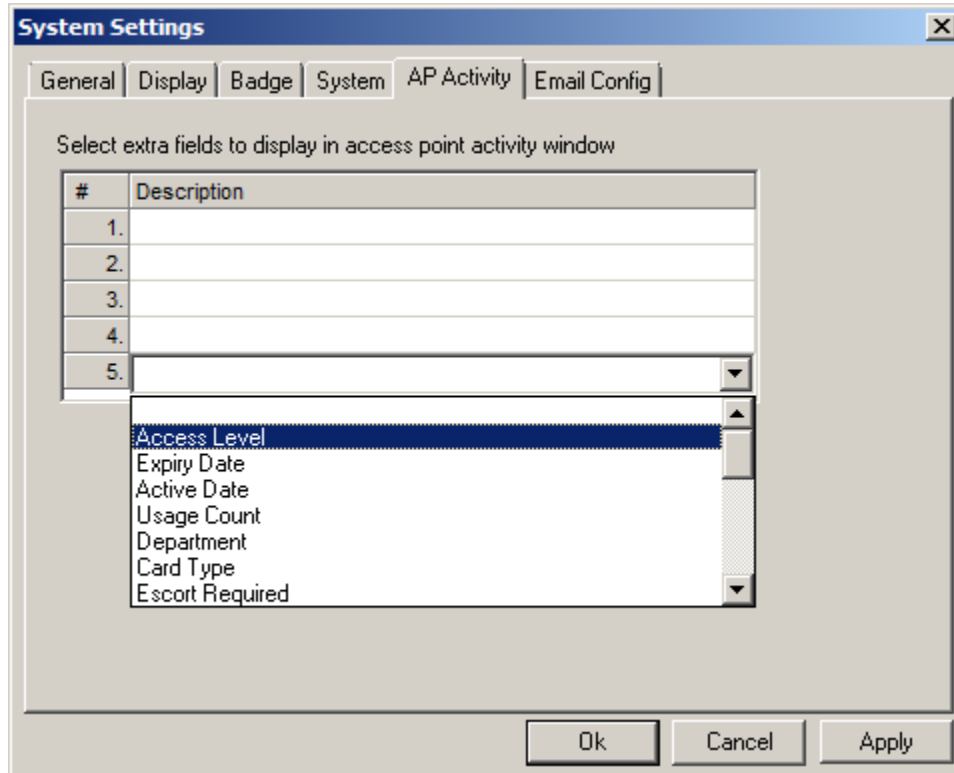 System Settings
General Display Badge System AP Activity Email Config
Select extra fields to display in access point activity window
# Description
1.
2.
3.
4.
5.
Access Level
Expiry Date
Active Date
Usage Count
Department
Card Type
Escort Required
Ok Cancel Apply